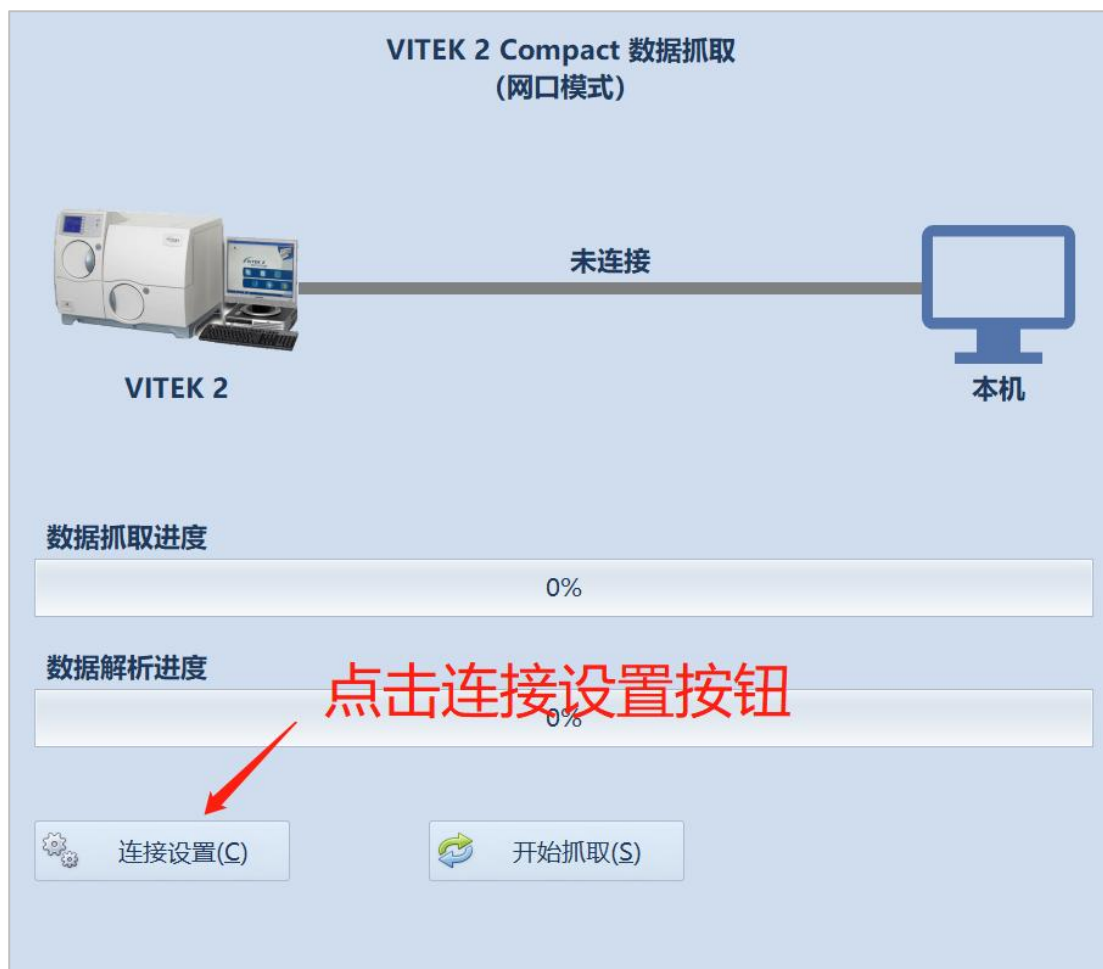 VITEK 2 Compact 数据抓取
(网口模式)
未连接
VITEK 2
本机
数据抓取进度
0%
数据解析进度
点击连接设置按钮
0%
连接设置(C)
开始抓取(S)